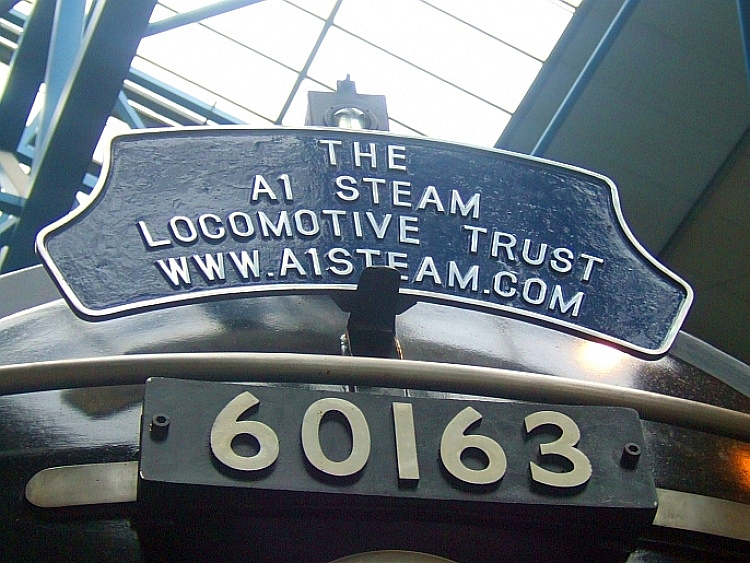 THE
A1 STEAM
LOCOMOTIVE TRUST
WWW.A1STEAM.COM
60163